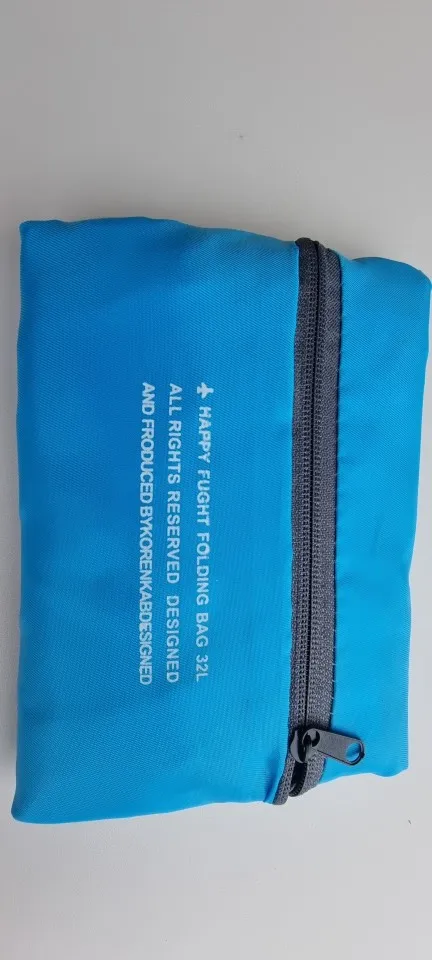 HAPPY FUGHT FOLDING BAG 32L
ALL RIGHTS RESERVED DESIGNED
AND FRODUCED BYKORENKABDESIGNED